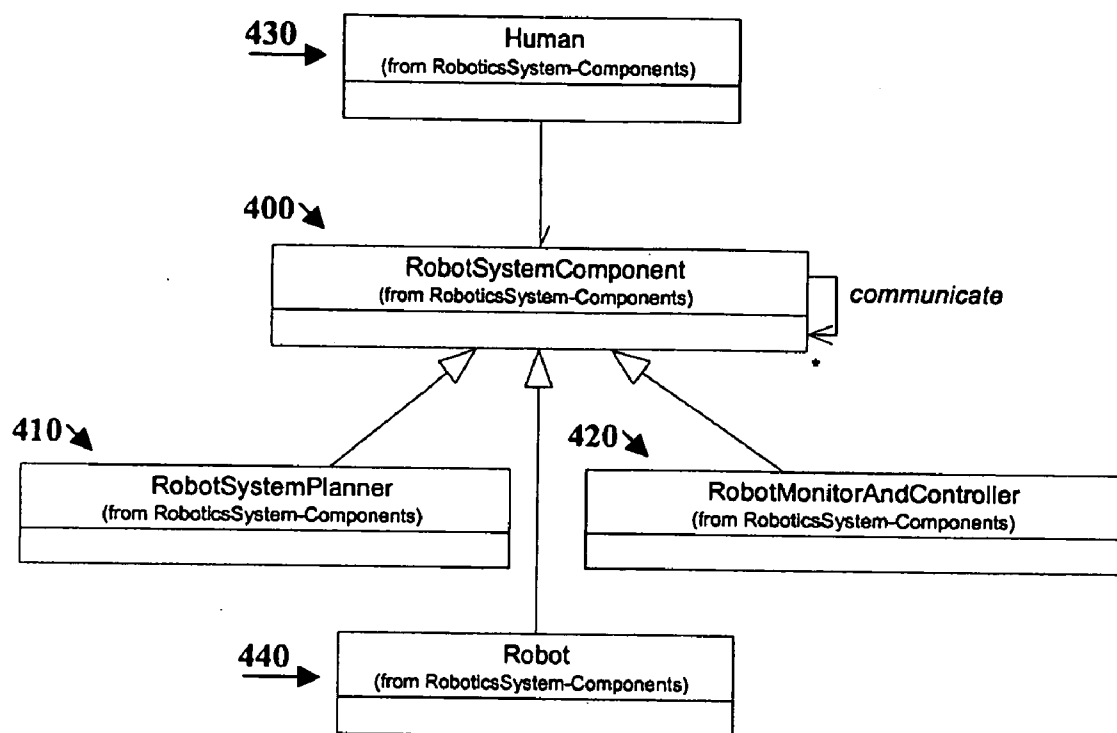 430
Human
(from RoboticsSystem-Components)
400
RobotSystemComponent
(from RoboticsSystem-Components)
communicate
*
410
420
RobotSystemPlanner
(from RoboticsSystem-Components)
RobotMonitorAndController
(from RoboticsSystem-Components)
440
Robot
(from RoboticsSystem-Components)